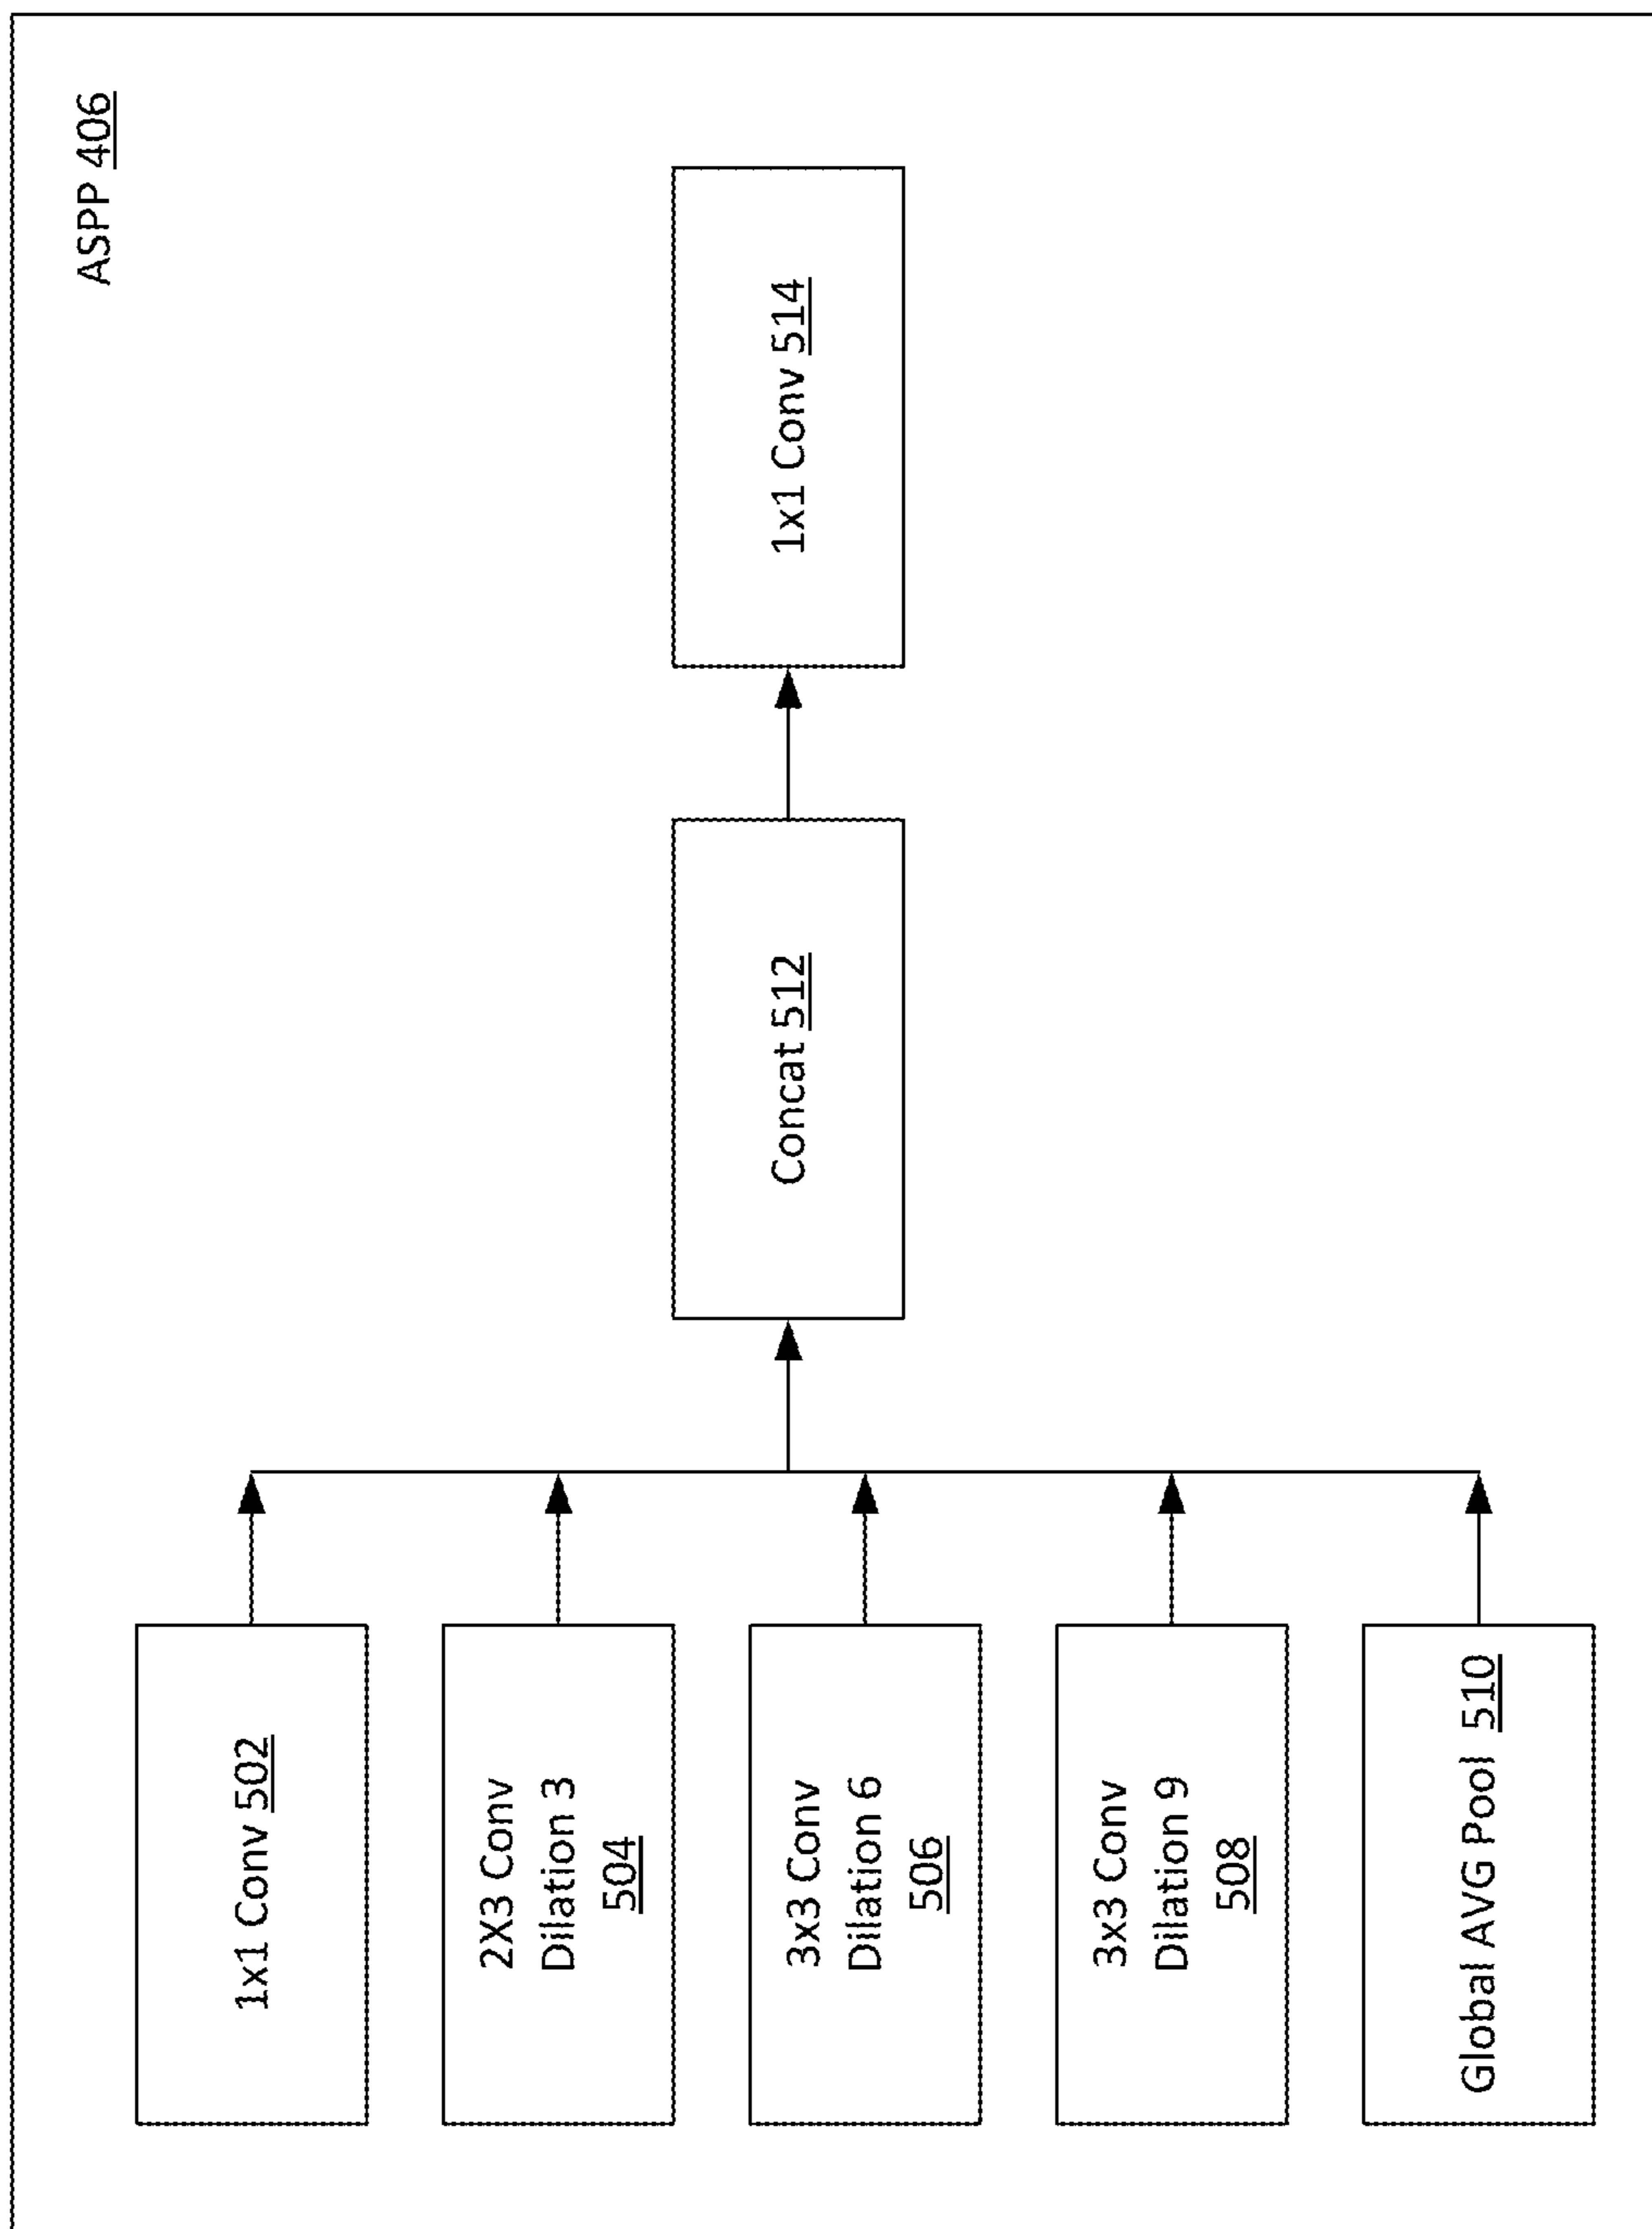 ASPP 406
1x1 Conv 502
2X3 Conv
Dilation 3
504
3x3 Conv
Dilation 6
506
3x3 Conv
Dilation 9
508
Global AVG Pool 510
Concat 512
1x1 Conv 514